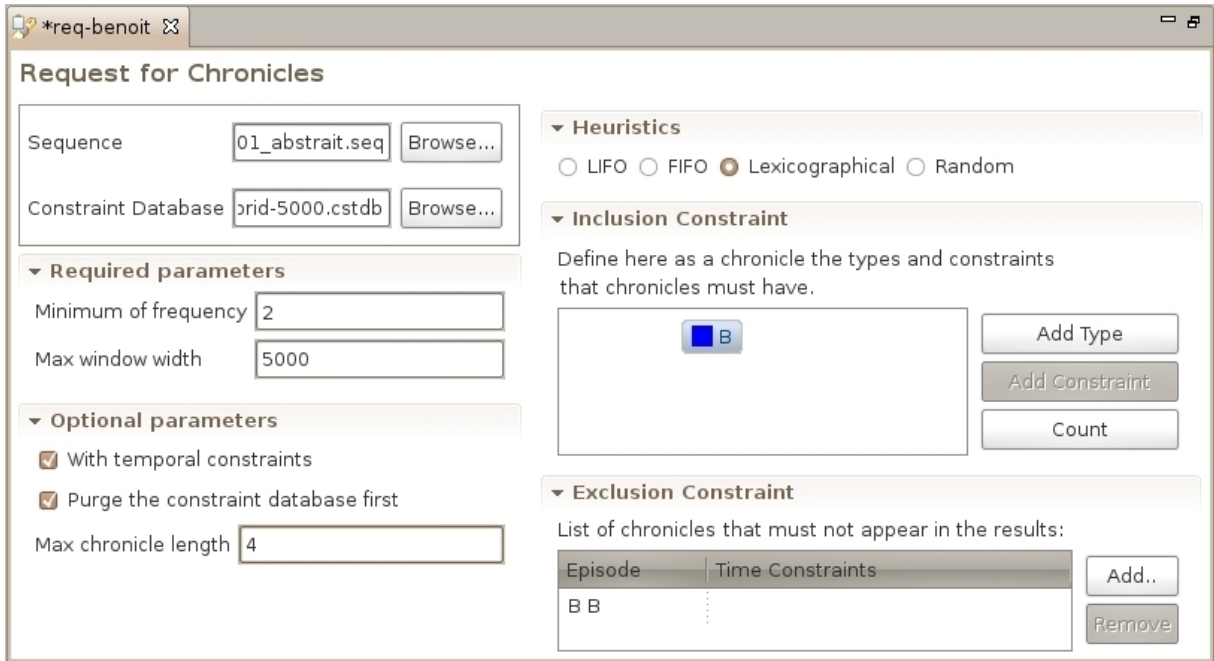 *req-benoit
Request for Chronicles
Sequence 01_abstrait.seq Browse...
Constraint Database brid-5000.cstdb Browse...
Required parameters
Minimum of frequency 2
Max window width 5000
Optional parameters
With temporal constraints
Purge the constraint database first
Max chronicle length 4
Heuristics
LIFO FIFO Lexicographical Random
Inclusion Constraint
Define here as a chronicle the types and constraints
that chronicles must have.
B
Add Type
Add Constraint
Count
Exclusion Constraint
List of chronicles that must not appear in the results:
Episode Time Constraints
B B
Add..
Remove